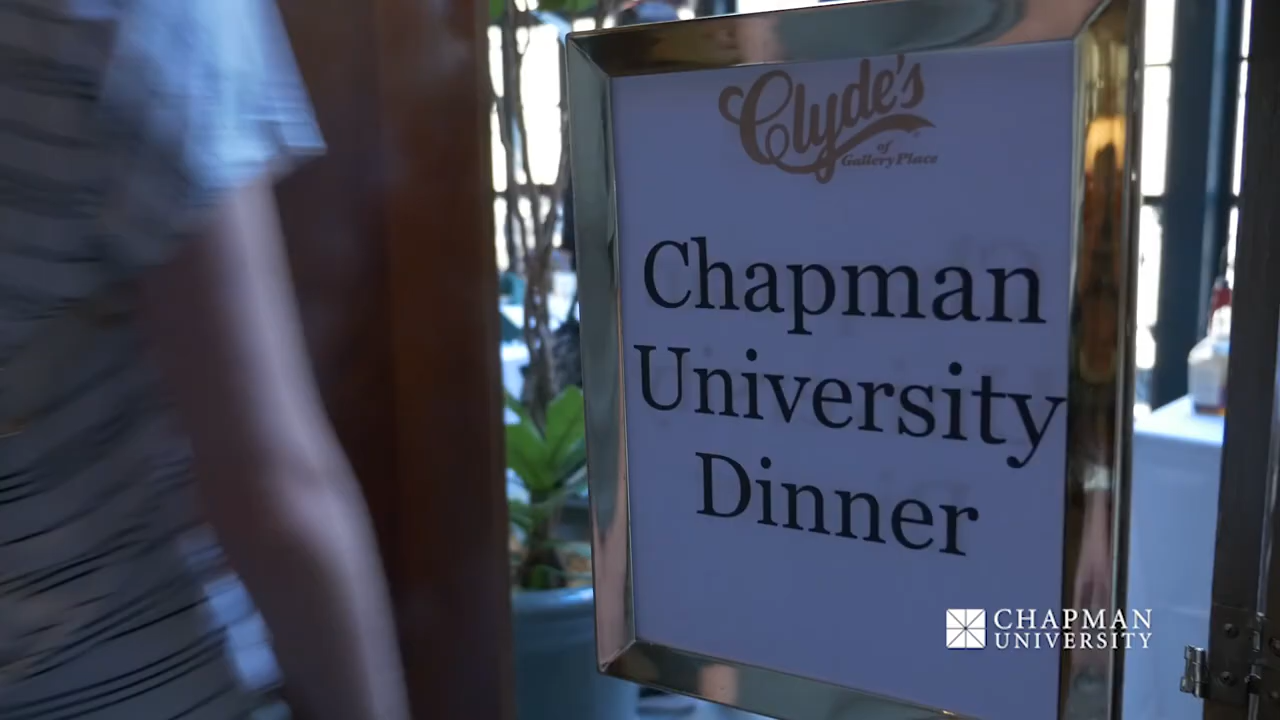 Clyde's
of
Gallery Place
Chapman
University
Dinner
CHAPMAN
UNIVERSITY